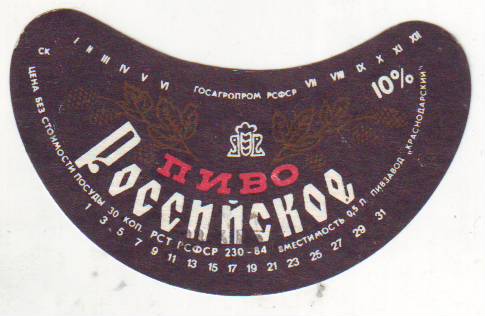 СК I II III IV V VI ГОСАГРОПРОМ РСФСР VII VIII IX X XI XII
10%
ПИВО
Российское
ЦЕНА БЕЗ СТОИМОСТИ ПОСУДЫ 30 КОП. РСТ РСФСР 230-84 ВМЕСТИМОСТЬ 0,5 Л ПИВЗАВОД „КРАСНОДАРСКИЙ"
1 3 5 7 9 11 13 15 17 19 21 23 25 27 29 31